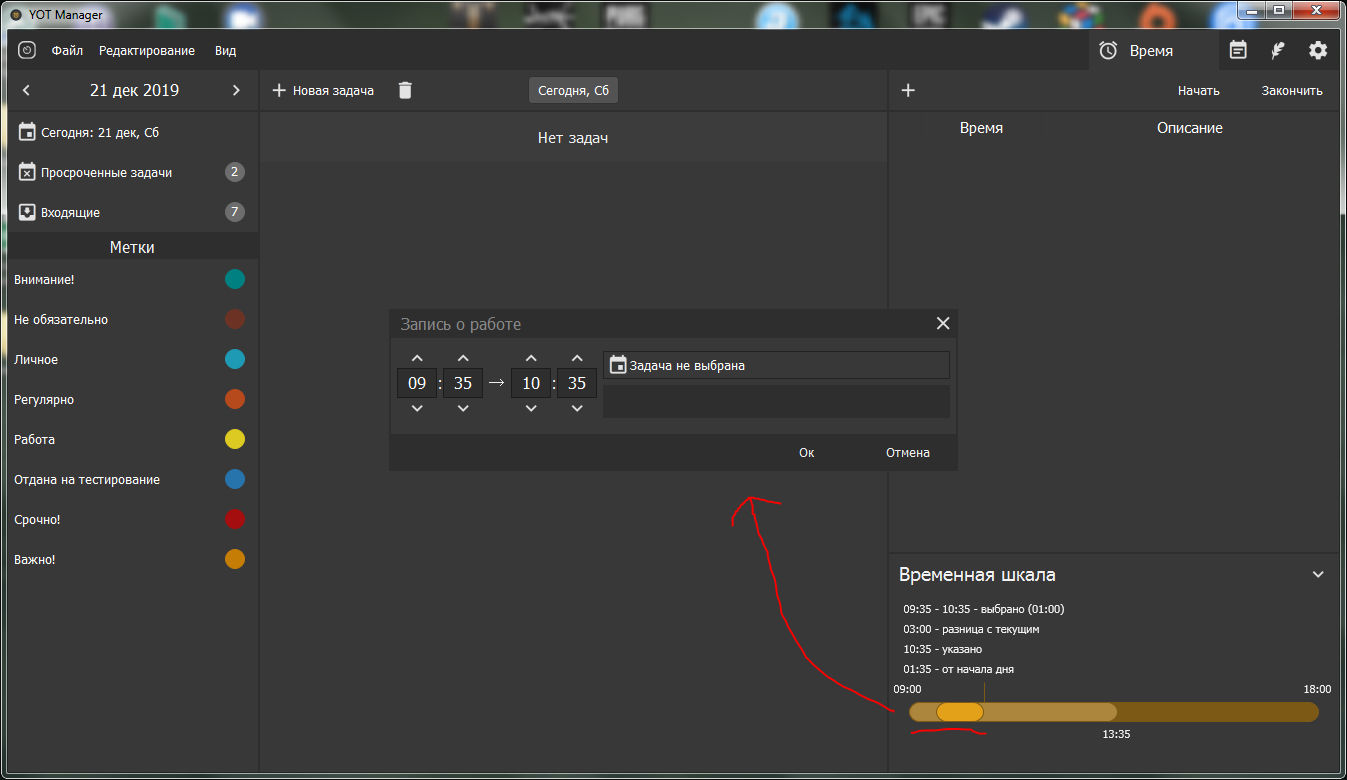 YOT Manager
PUBG
EPIC
Файл Редактирование Вид
Время
21 дек 2019
Новая задача
Сегодня, Сб
Начать Закончить
Сегодня: 21 дек, Сб
Просроченные задачи 2
Входящие 7
Метки
Внимание!
Не обязательно
Личное
Регулярно
Работа
Отдана на тестирование
Срочно!
Важно!
Нет задач
Запись о работе
09 : 35 → 10 : 35
Задача не выбрана
Ок Отмена
Время Описание
Временная шкала
09:35 - 10:35 - выбрано (01:00)
03:00 - разница с текущим
10:35 - указано
01:35 - от начала дня
09:00 18:00
13:35